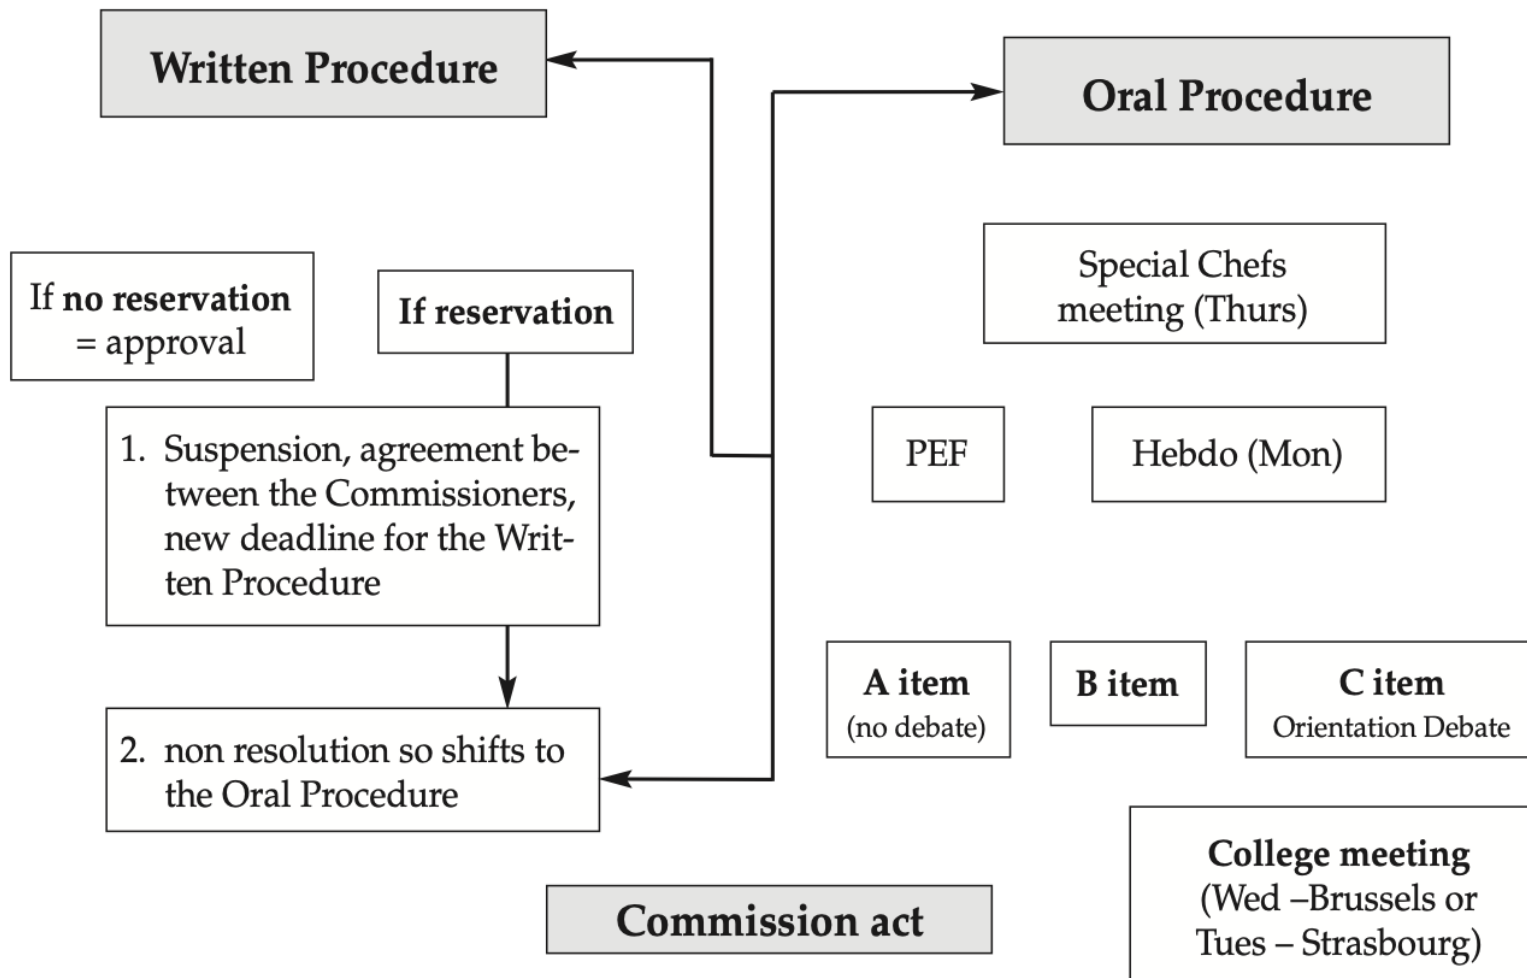 Written Procedure
Oral Procedure
If no reservation
= approval
If reservation
Special Chefs
meeting (Thurs)
1. Suspension, agreement be-
tween the Commissioners,
new deadline for the Writ-
ten Procedure
PEF
Hebdo (Mon)
2. non resolution so shifts to
the Oral Procedure
A item
(no debate)
B item
C item
Orientation Debate
College meeting
(Wed –Brussels or
Tues – Strasbourg)
Commission act